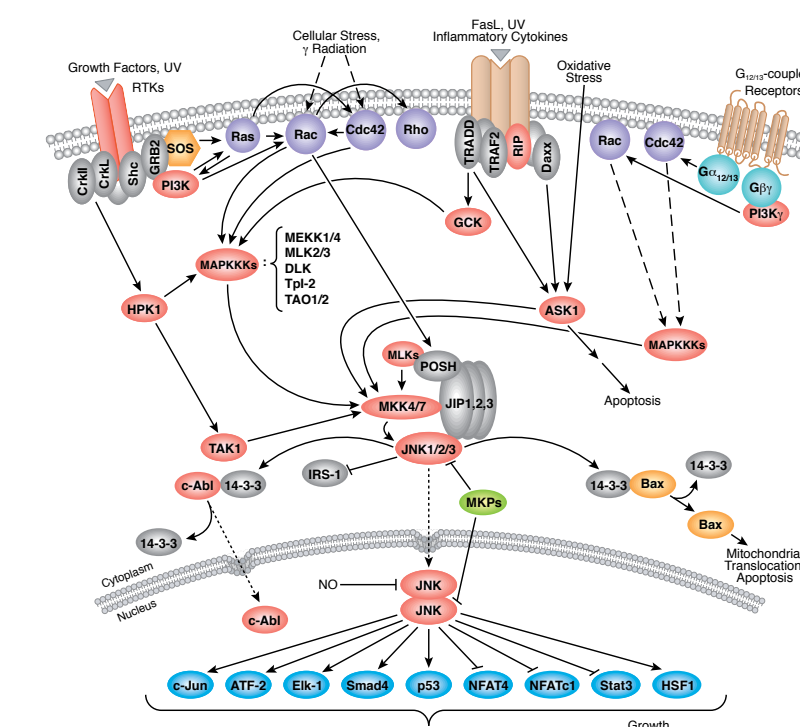 FasL, UV
Inflammatory Cytokines
Cellular Stress,
γ Radiation
Growth Factors, UV
RTKs
Oxidative
Stress
G12/13-couple
Receptors
CrkII
CrkL
Shc
GRB2
SOS
PI3K
Ras
Rac
Cdc42
Rho
TRADD
TRAF2
RIP
Daxx
Rac
Cdc42
Gα12/13
Gβγ
PI3Kγ
GCK
MAPKKKs
:
MEKK1/4
MLK2/3
DLK
Tpl-2
TAO1/2
HPK1
ASK1
MAPKKKs
MLKs
POSH
Apoptosis
MKK4/7
JIP1,2,3
TAK1
JNK1/2/3
IRS-1
c-Abl
14-3-3
14-3-3
Bax
14-3-3
MKPs
Bax
14-3-3
Mitochondria
Translocation
Apoptosis
Cytoplasm
Nucleus
NO
JNK
JNK
c-Abl
c-Jun
ATF-2
Elk-1
Smad4
p53
NFAT4
NFATc1
Stat3
HSF1
Growth